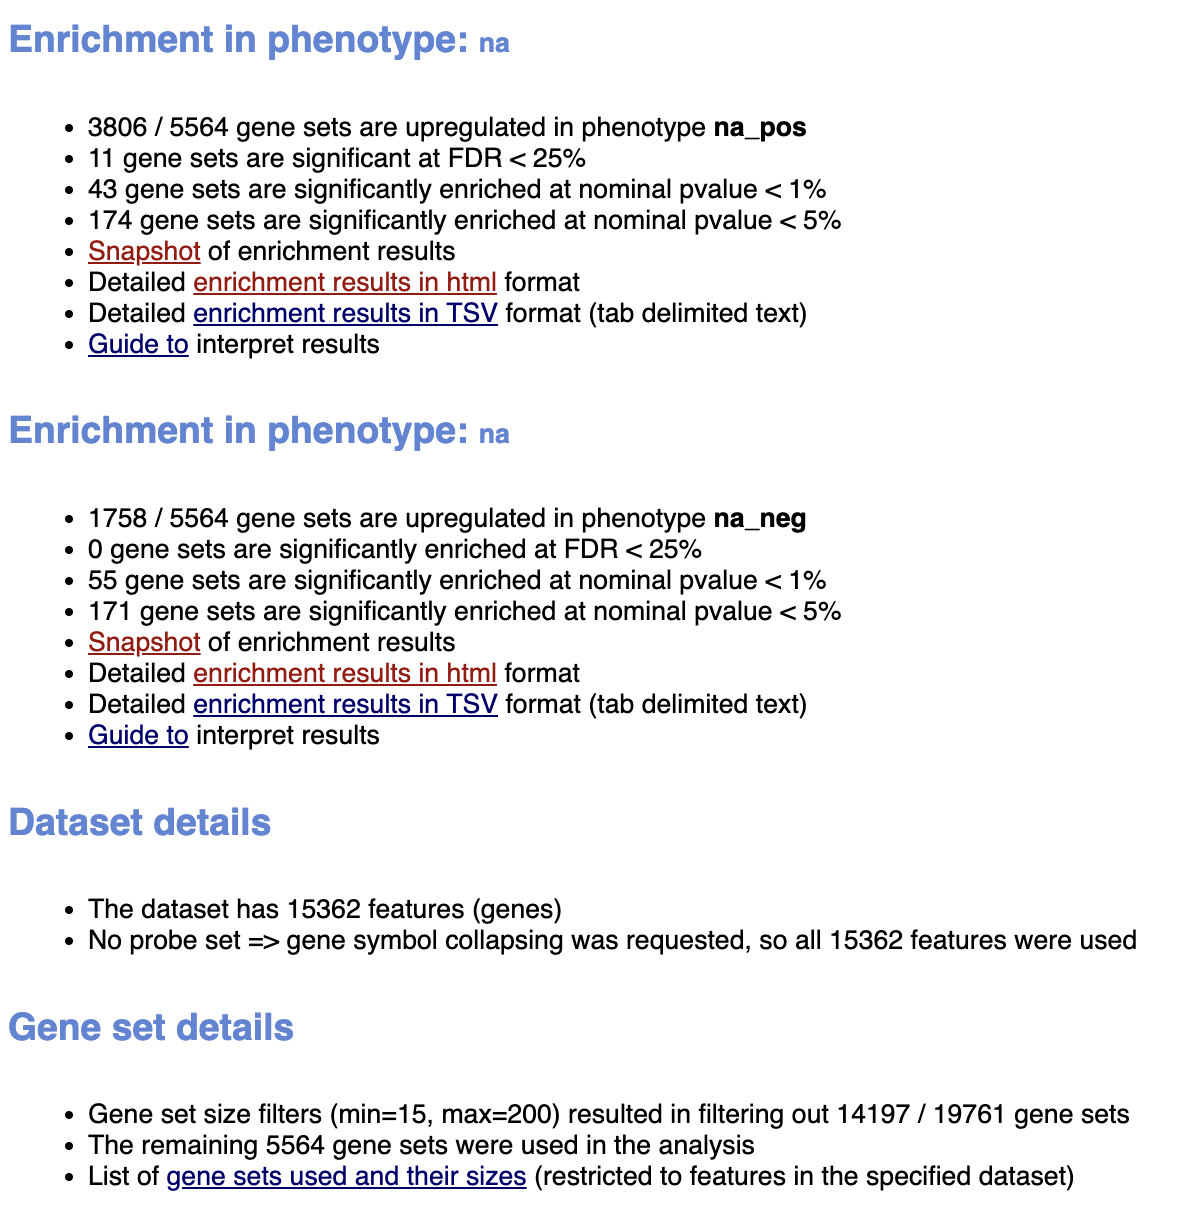 Enrichment in phenotype: na
• 3806 / 5564 gene sets are upregulated in phenotype na_pos
• 11 gene sets are significant at FDR < 25%
• 43 gene sets are significantly enriched at nominal pvalue < 1%
• 174 gene sets are significantly enriched at nominal pvalue < 5%
• Snapshot of enrichment results
• Detailed enrichment results in html format
• Detailed enrichment results in TSV format (tab delimited text)
• Guide to interpret results
Enrichment in phenotype: na
• 1758 / 5564 gene sets are upregulated in phenotype na_neg
• 0 gene sets are significantly enriched at FDR < 25%
• 55 gene sets are significantly enriched at nominal pvalue < 1%
• 171 gene sets are significantly enriched at nominal pvalue < 5%
• Snapshot of enrichment results
• Detailed enrichment results in html format
• Detailed enrichment results in TSV format (tab delimited text)
• Guide to interpret results
Dataset details
• The dataset has 15362 features (genes)
• No probe set => gene symbol collapsing was requested, so all 15362 features were used
Gene set details
• Gene set size filters (min=15, max=200) resulted in filtering out 14197 / 19761 gene sets
• The remaining 5564 gene sets were used in the analysis
• List of gene sets used and their sizes (restricted to features in the specified dataset)